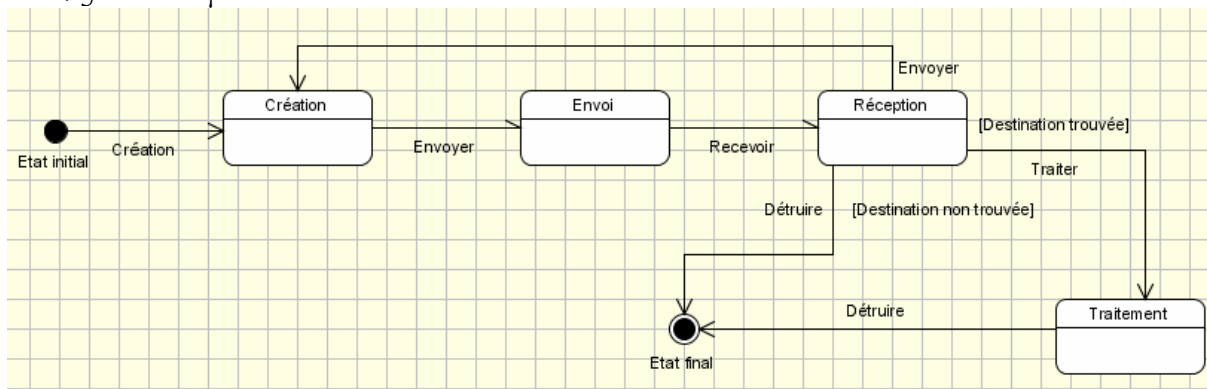 Envoyer
Création
Envoi
Réception
[Destination trouvée]
Etat initial
Création
Envoyer
Recevoir
Traiter
Détruire
[Destination non trouvée]
Détruire
Traitement
Etat final